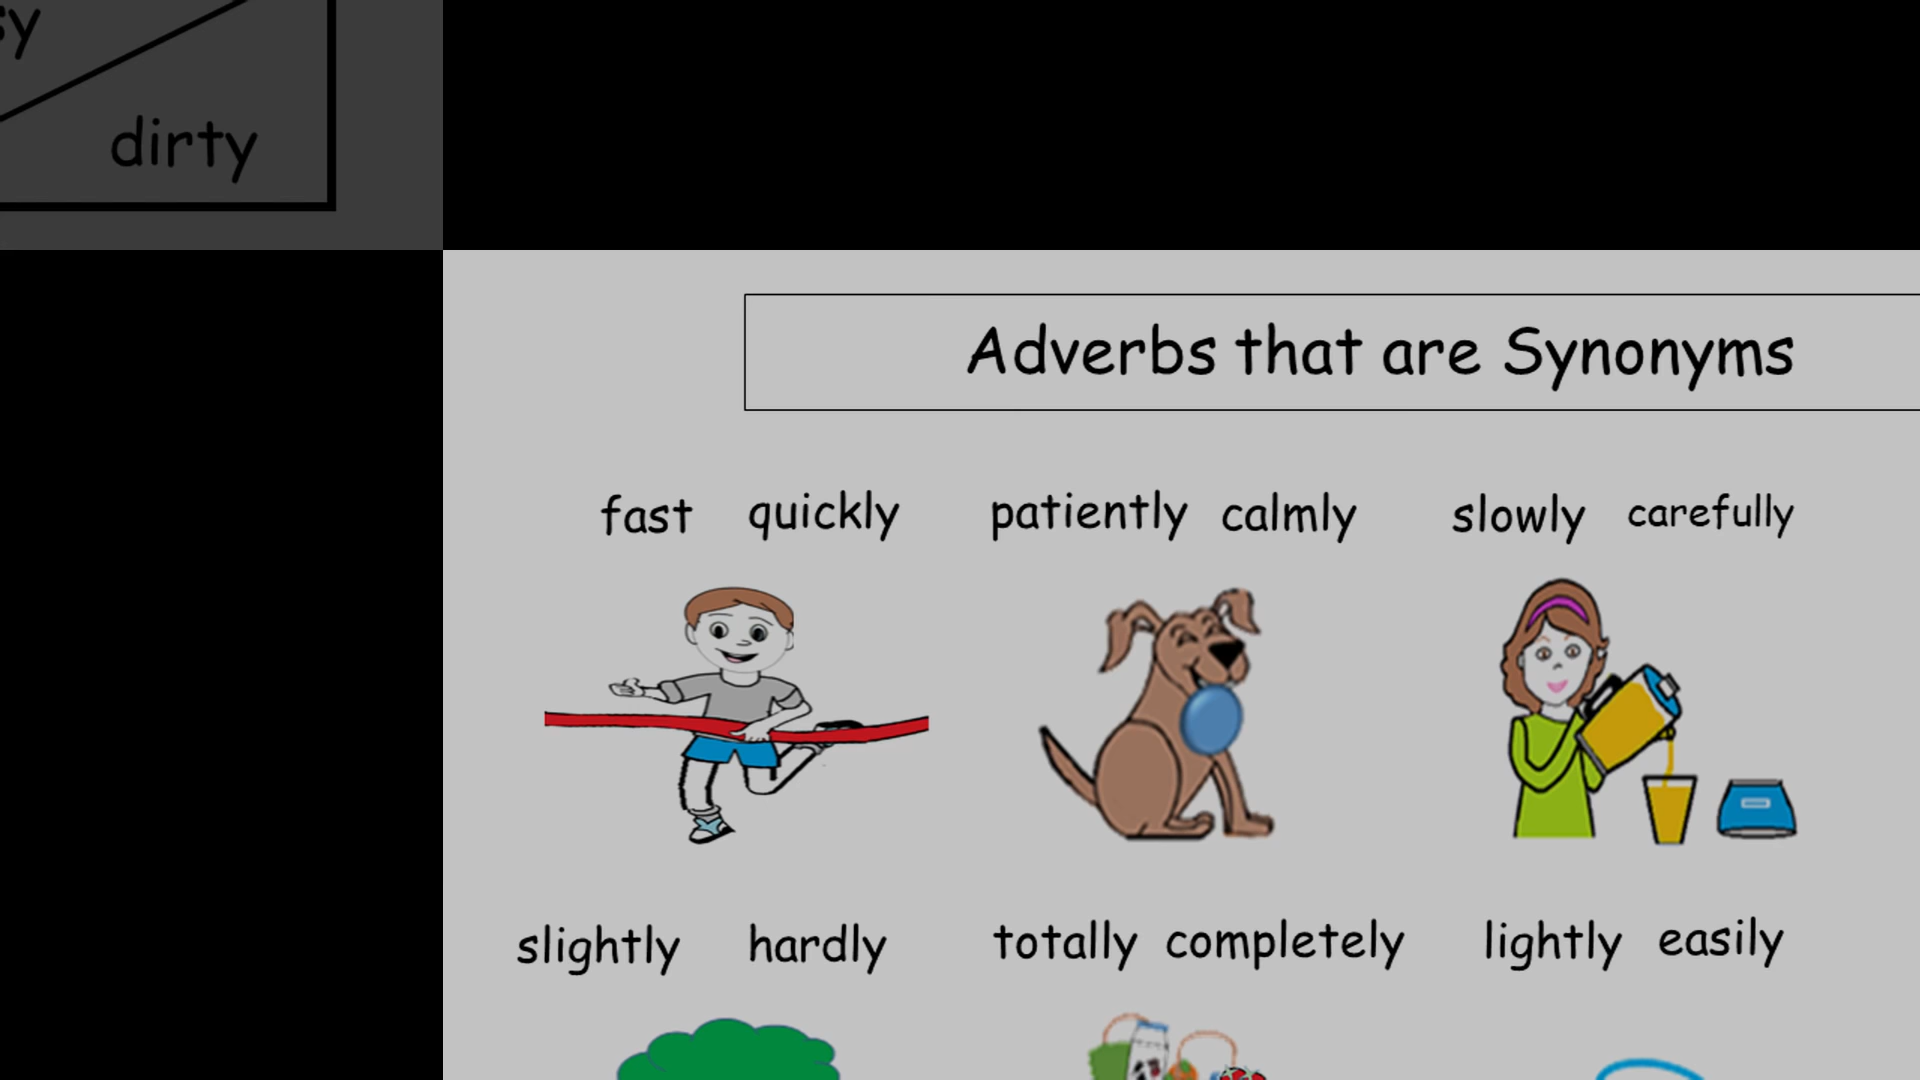 dirty
Adverbs that are Synonyms
fast quickly patiently calmly slowly carefully
slightly hardly totally completely lightly easily